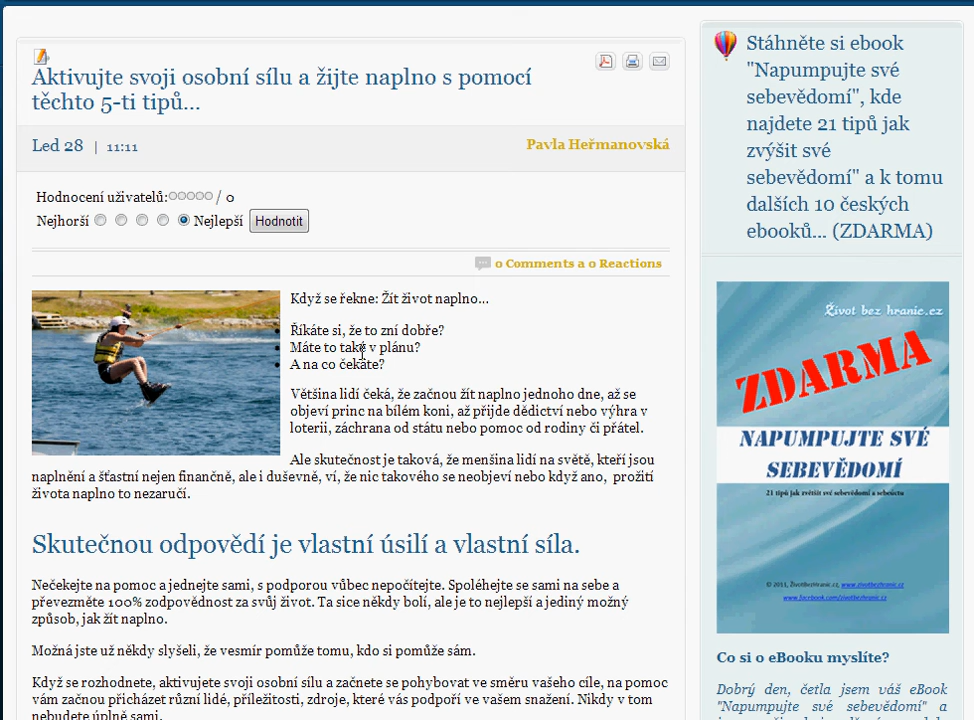 Aktivujte svoji osobní sílu a žijte naplno s pomocí
těchto 5-ti tipů...
Led 28 | 11:11
Pavla Heřmanovská
Hodnocení uživatelů: / 0
Nejhorší Nejlepší Hodnotit
0 Comments a 0 Reactions
Když se řekne: Žít život naplno...
Říkáte si, že to zní dobře?
Máte to také v plánu?
A na co čekáte?
Většina lidí čeká, že začnou žít naplno jednoho dne, až se
objeví princ na bílém koni, až přijde dědictví nebo výhra v
loterii, záchrana od státu nebo pomoc od rodiny či přátel.
Ale skutečnost je taková, že menšina lidí na světě, kteří jsou
naplnění a šťastní nejen finančně, ale i duševně, ví, že nic takového se neobjeví nebo když ano, prožití
života naplno to nezaručí.
Skutečnou odpovědí je vlastní úsilí a vlastní síla.
Nečekejte na pomoc a jednejte sami, s podporou vůbec nepočítejte. Spoléhejte se sami na sebe a
převezměte 100% zodpovědnost za svůj život. Ta sice někdy bolí, ale je to nejlepší a jediný možný
způsob, jak žít naplno.
Možná jste už někdy slyšeli, že vesmír pomůže tomu, kdo si pomůže sám.
Když se rozhodnete, aktivujete svoji osobní sílu a začnete se pohybovat ve směru vašeho cíle, na pomoc
vám začnou přicházet různí lidé, příležitosti, zdroje, které vás podpoří ve vašem snažení. Nikdy v tom
nebudete úplně sami.
Stáhněte si ebook
"Napumpujte své
sebevědomí", kde
najdete 21 tipů jak
zvýšit své
sebevědomí" a k tomu
dalších 10 českých
ebooků... (ZDARMA)
Život bez hranic.cz
ZDARMA
NAPUMPUJTE SVÉ
SEBEVĚDOMÍ
21 tipů jak zvětšit své sebevědomí a sebeúctu
© 2011, Životbezhranic.cz, www.zivotbezhranic.cz
www.facebook.com/zivotbezhranic.cz
Co si o eBooku myslíte?
Dobrý den, četla jsem váš eBook
"Napumpujte své sebevědomí" a